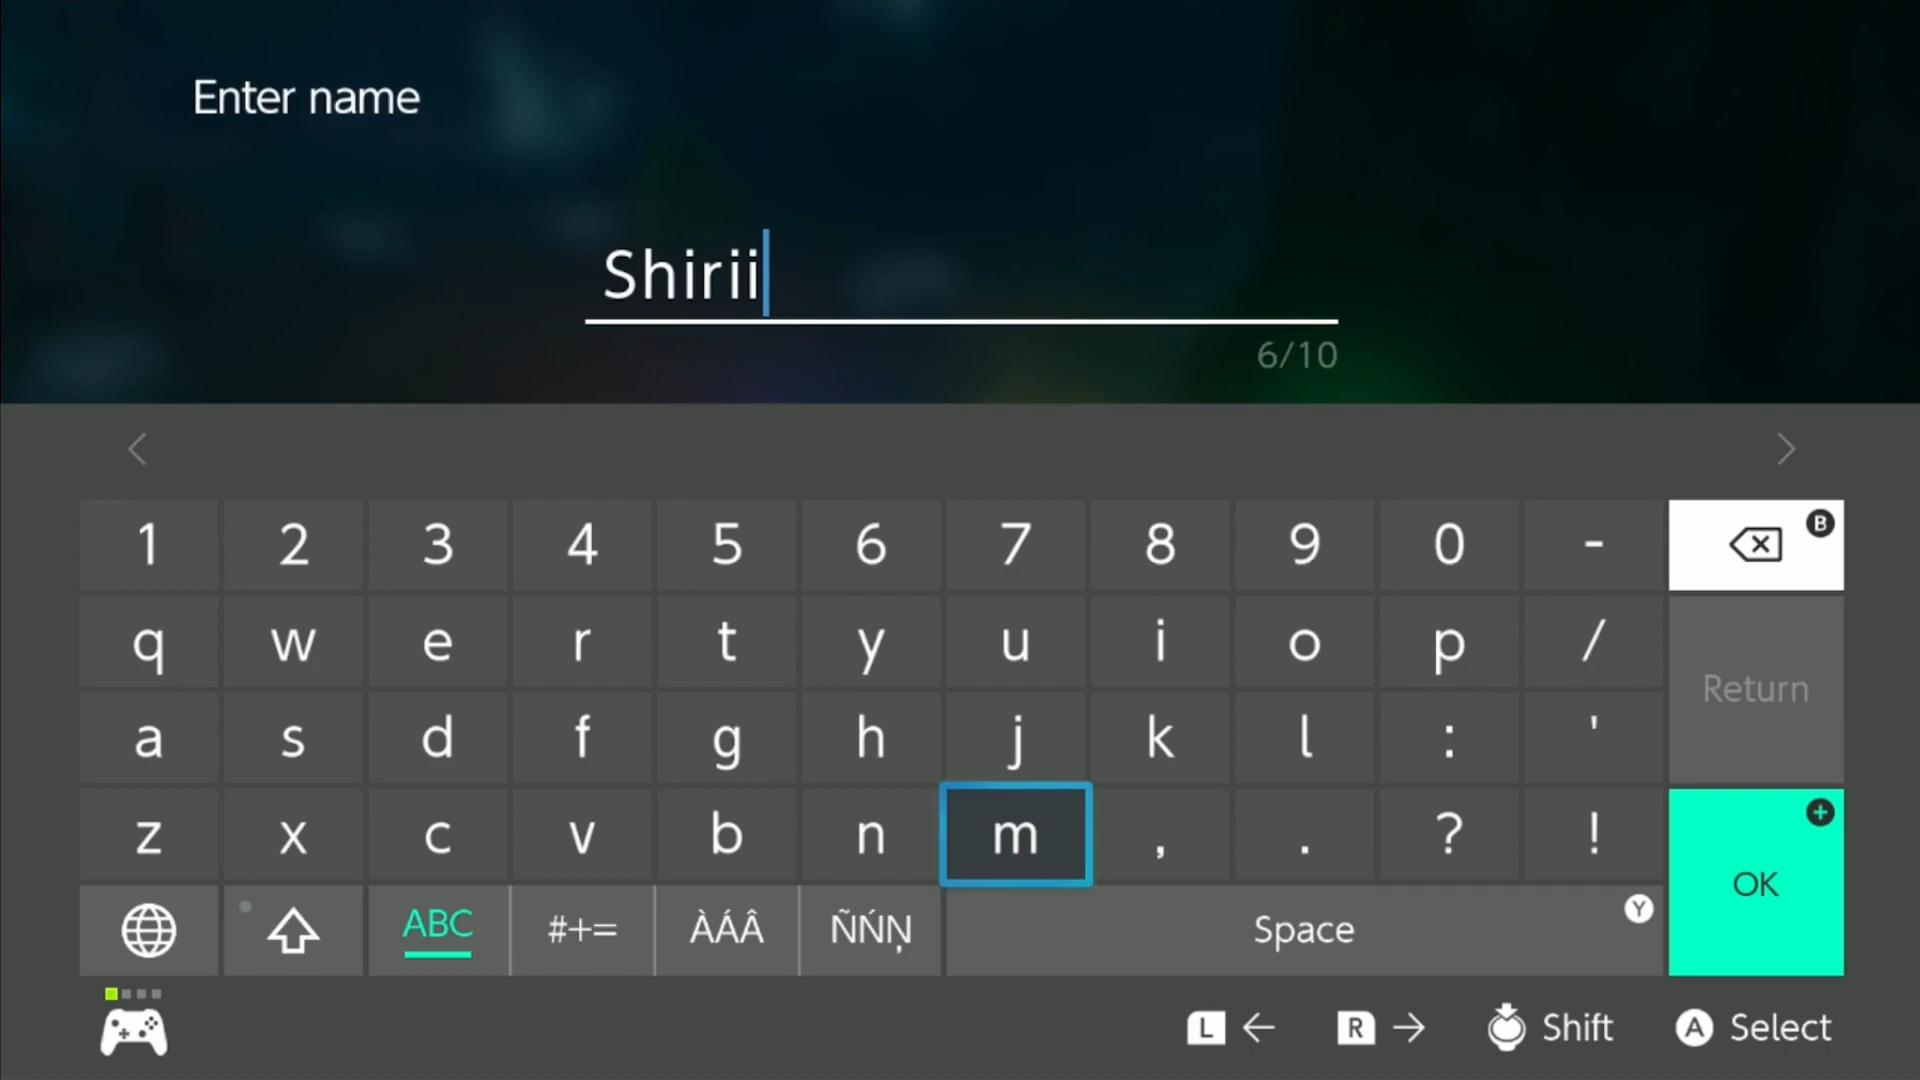 Enter name
Shirii
6/10
1 2 3 4 5 6 7 8 9 0 - B
q w e r t y u i o p /
Return
a s d f g h j k l : '
z x c v b n m , . ? ! +
OK
ABC #+= ÀÁÂ ÑŃŅ Space Y
L ← R → Shift A Select